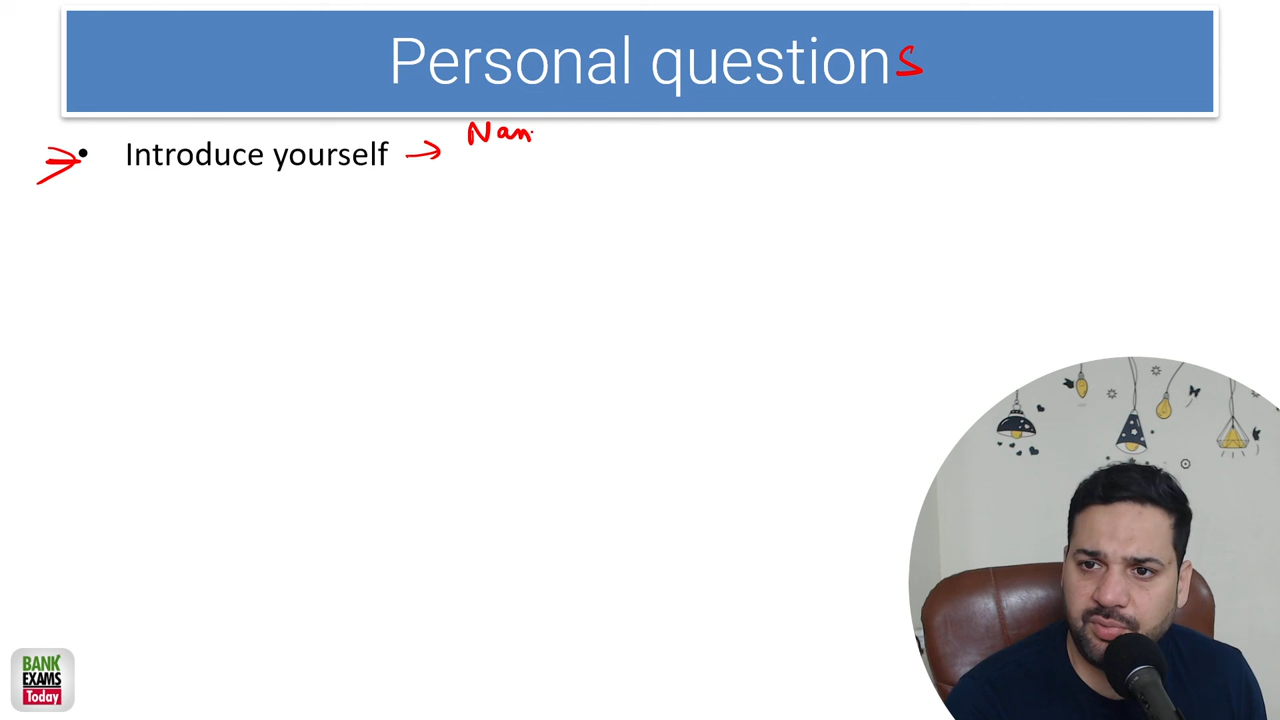 Personal questions
Introduce yourself → Nam
BANK
EXAMS
Today